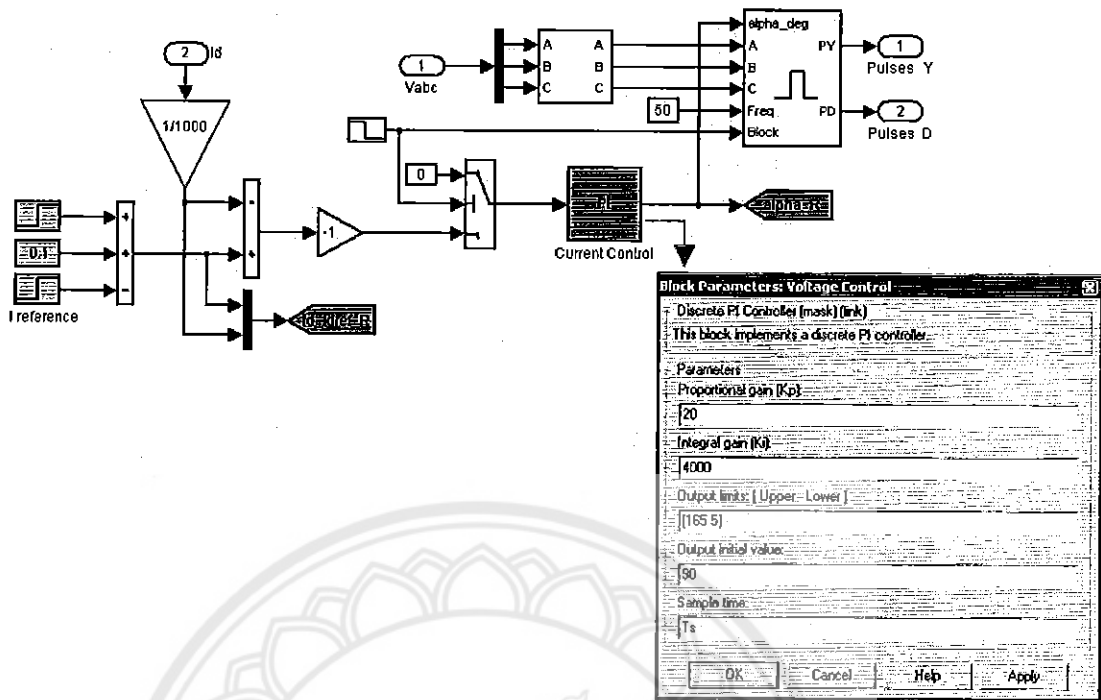 2
Id
1/1000
I reference
-
+
-1
0
1
Vabc
A A
B B
C C
50
alpha_deg
A
B
C
Freq
Block
PY
PD
1
Pulses Y
2
Pulses D
PI
Current Control
Block Parameters: Voltage Control
Discrete PI Controller (mask) (link)
This block implements a discrete PI controller.
Parameters
Proportional gain (Kp):
20
Integral gain (Ki):
4000
Output limits: [ Upper Lower ]
[165 5]
Output initial value:
Sample time:
Ts
OK Cancel Help Apply